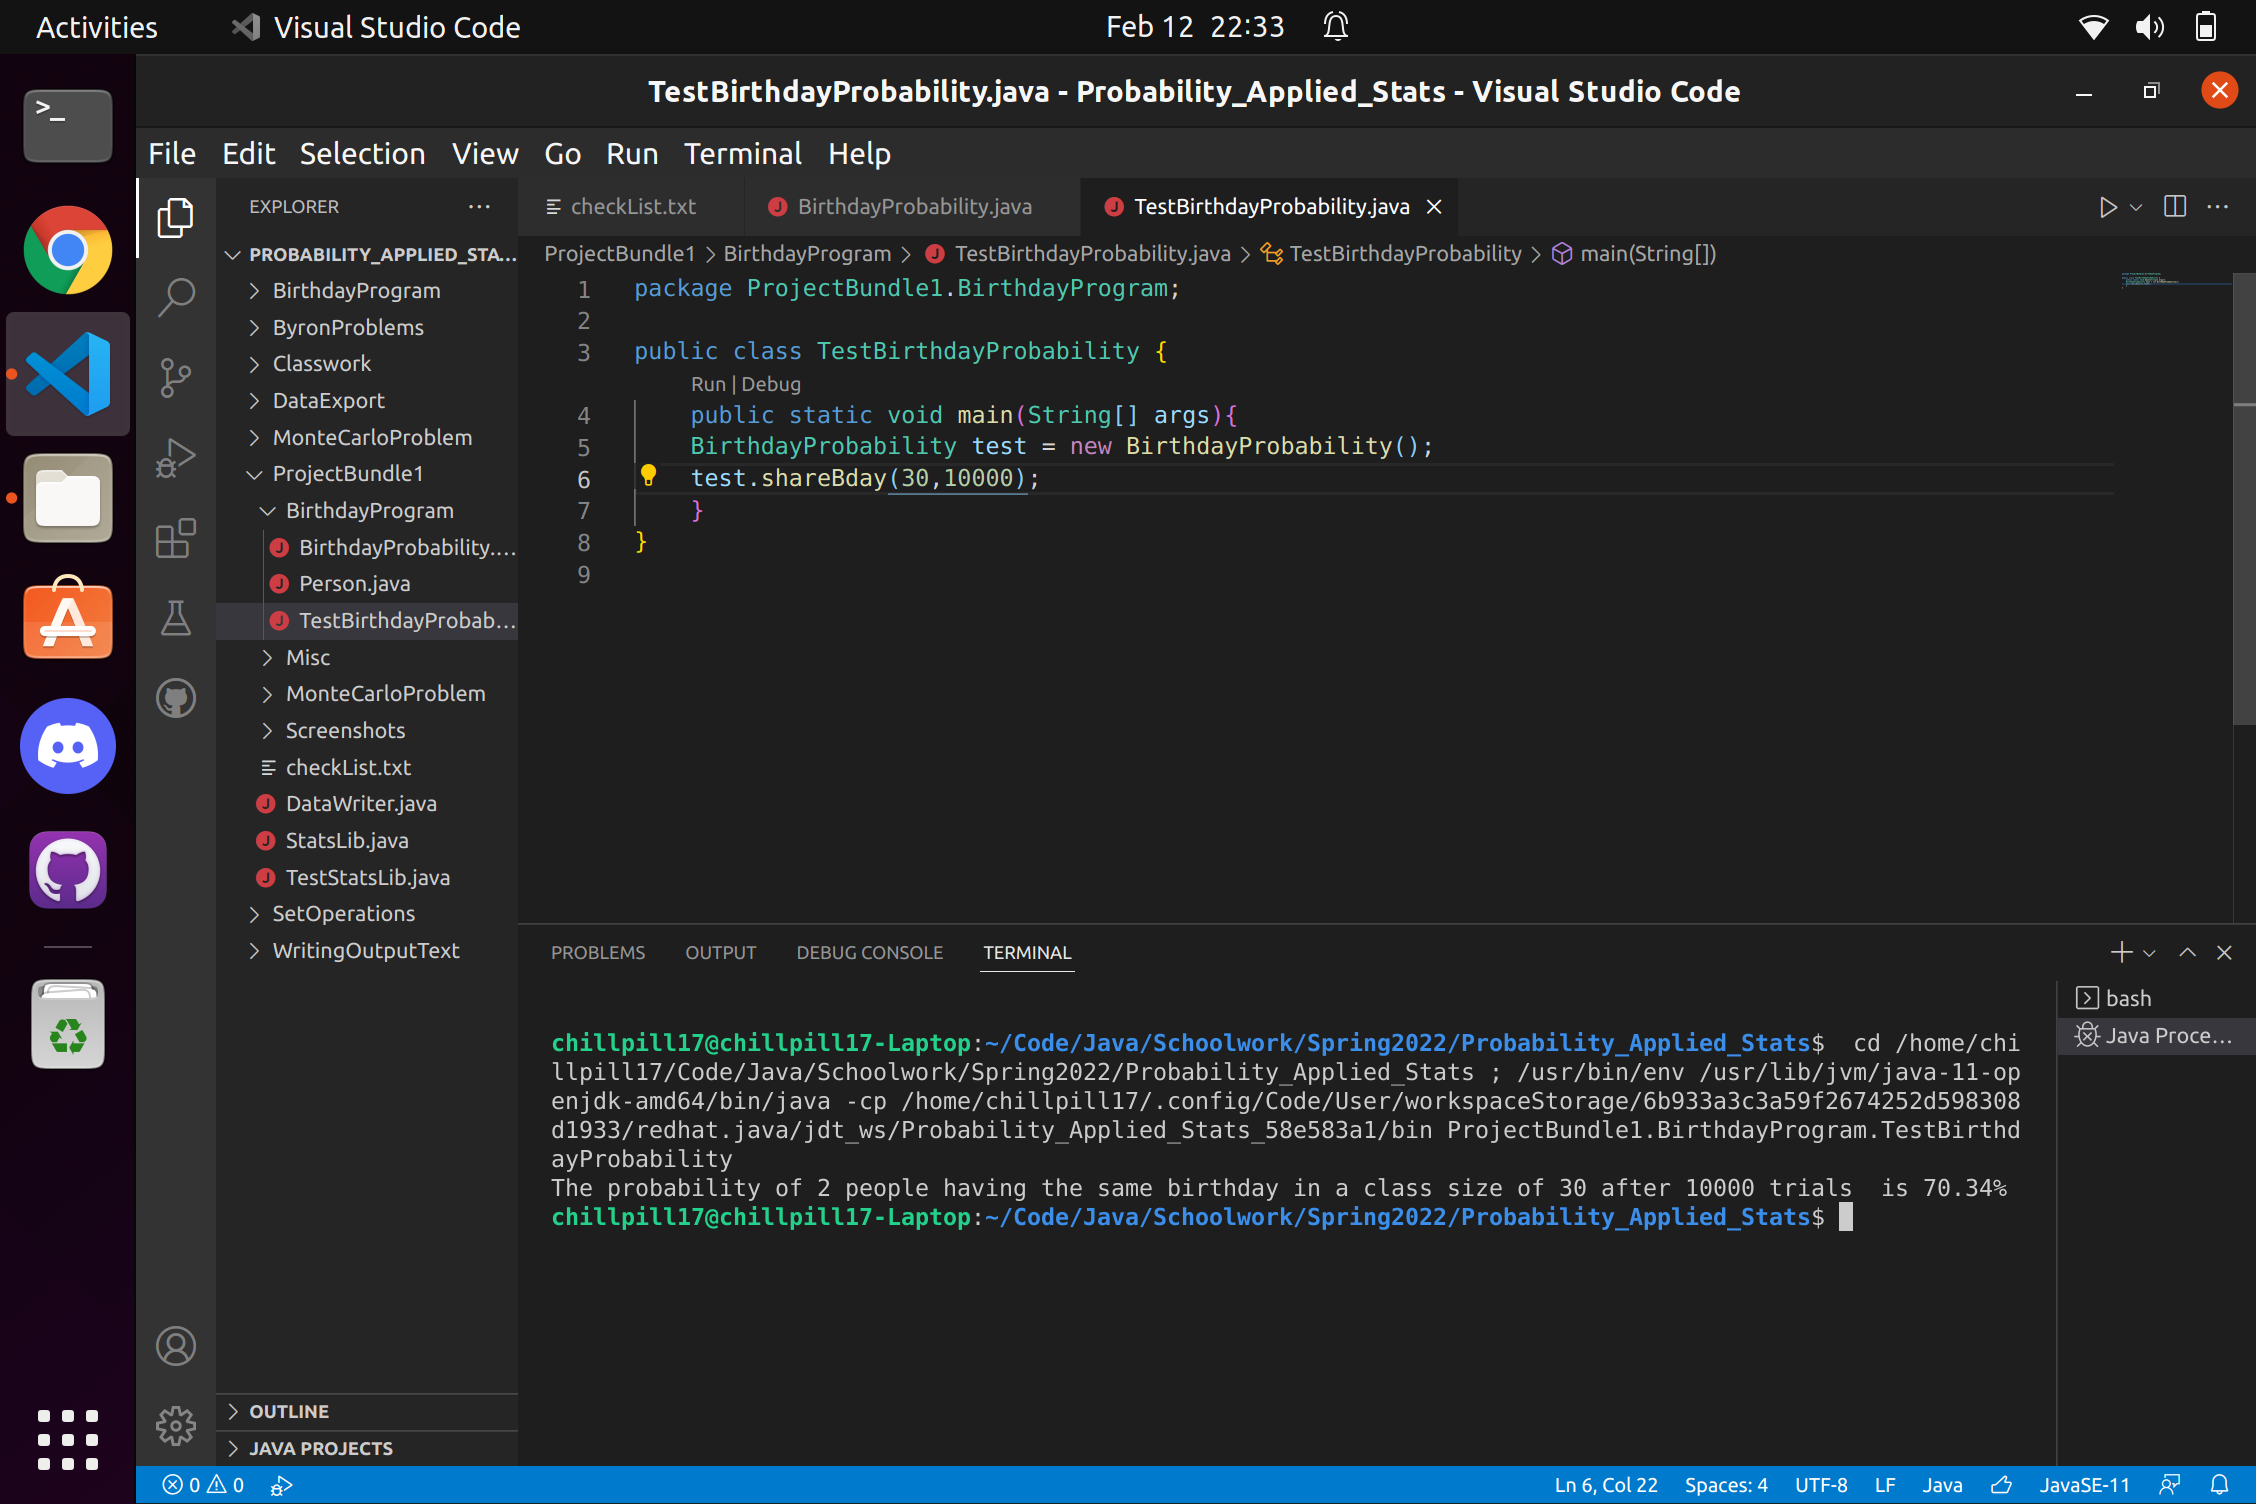 Activities
Visual Studio Code
Feb 12 22:33
TestBirthdayProbability.java - Probability_Applied_Stats - Visual Studio Code
File Edit Selection View Go Run Terminal Help
EXPLORER
PROBABILITY_APPLIED_STA...
BirthdayProgram
ByronProblems
Classwork
DataExport
MonteCarloProblem
ProjectBundle1
BirthdayProgram
BirthdayProbability....
Person.java
TestBirthdayProbab...
Misc
MonteCarloProblem
Screenshots
checkList.txt
DataWriter.java
StatsLib.java
TestStatsLib.java
SetOperations
WritingOutputText
OUTLINE
JAVA PROJECTS
checkList.txt
BirthdayProbability.java
TestBirthdayProbability.java
ProjectBundle1 > BirthdayProgram > TestBirthdayProbability.java > TestBirthdayProbability > main(String[])
1 package ProjectBundle1.BirthdayProgram;
2
3 public class TestBirthdayProbability {
Run | Debug
4 public static void main(String[] args){
5 BirthdayProbability test = new BirthdayProbability();
6 test.shareBday(30,10000);
7 }
8 }
9
PROBLEMS OUTPUT DEBUG CONSOLE TERMINAL
bash
Java Proce...
chillpill17@chillpill17-Laptop:~/Code/Java/Schoolwork/Spring2022/Probability_Applied_Stats$  cd /home/chi
llpill17/Code/Java/Schoolwork/Spring2022/Probability_Applied_Stats ; /usr/bin/env /usr/lib/jvm/java-11-op
enjdk-amd64/bin/java -cp /home/chillpill17/.config/Code/User/workspaceStorage/6b933a3c3a59f2674252d598308
d1933/redhat.java/jdt_ws/Probability_Applied_Stats_58e583a1/bin ProjectBundle1.BirthdayProgram.TestBirthd
ayProbability
The probability of 2 people having the same birthday in a class size of 30 after 10000 trials  is 70.34%
chillpill17@chillpill17-Laptop:~/Code/Java/Schoolwork/Spring2022/Probability_Applied_Stats$
0 0
Ln 6, Col 22 Spaces: 4 UTF-8 LF Java JavaSE-11